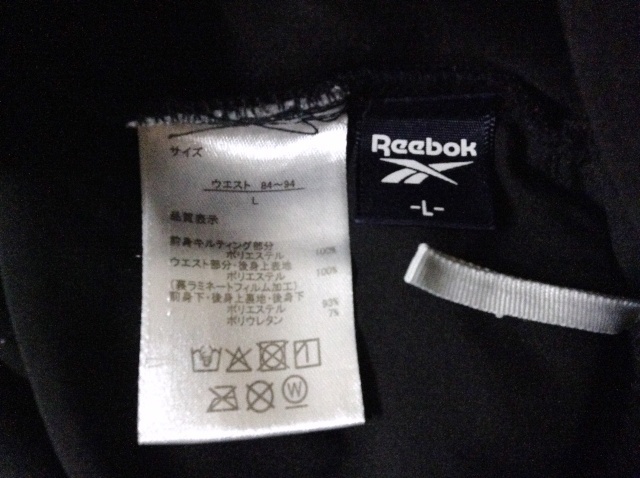 サイズ
ウエスト 84～94
L
品質表示
前身キルティング部分
ポリエステル 100%
ウエスト部分・後身上表地
ポリエステル 100%
(裏ラミネートフィルム加工)
前身下・後身上裏地・後身下
ポリエステル
ポリウレタン 7%
W
Reebok
-L-